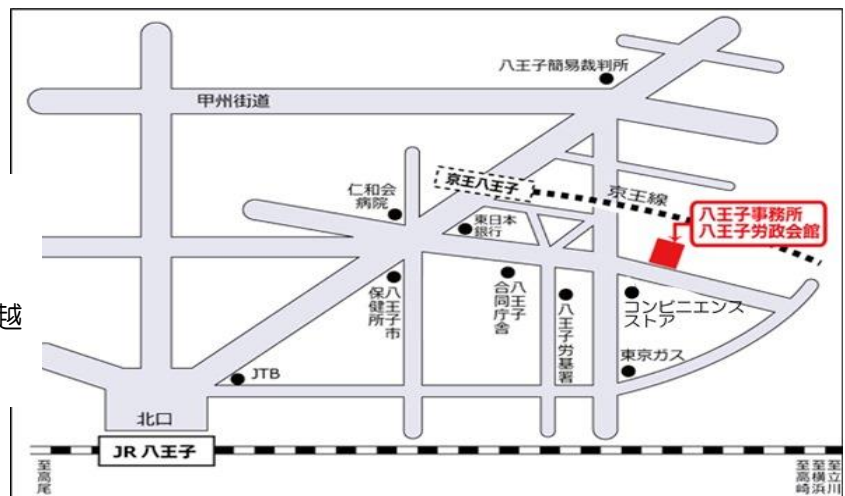 八王子簡易裁判所
甲州街道
京王八王子
京王線
仁和会
病院
東日本
銀行
八王子事務所
八王子労政会館
八王子市
保健所
八王子
合同庁舎
八王子労基署
コンビニエンス
ストア
越
東京ガス
JTB
北口
JR 八王子
至高尾
至高崎
至横浜
至立川